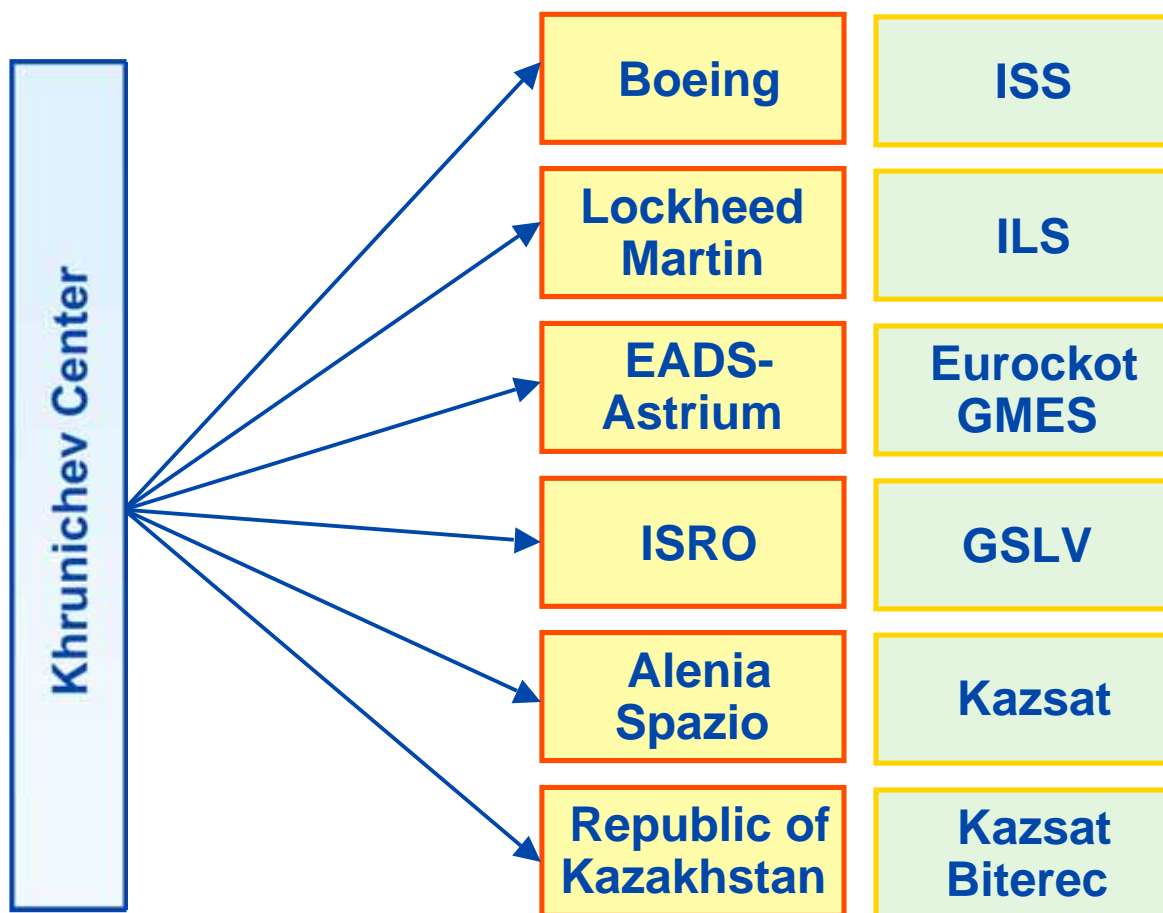 Khrunichev Center
Boeing
ISS
Lockheed
Martin
ILS
EADS-
Astrium
Eurockot
GMES
ISRO
GSLV
Alenia
Spazio
Kazsat
Republic of
Kazakhstan
Kazsat
Biterec